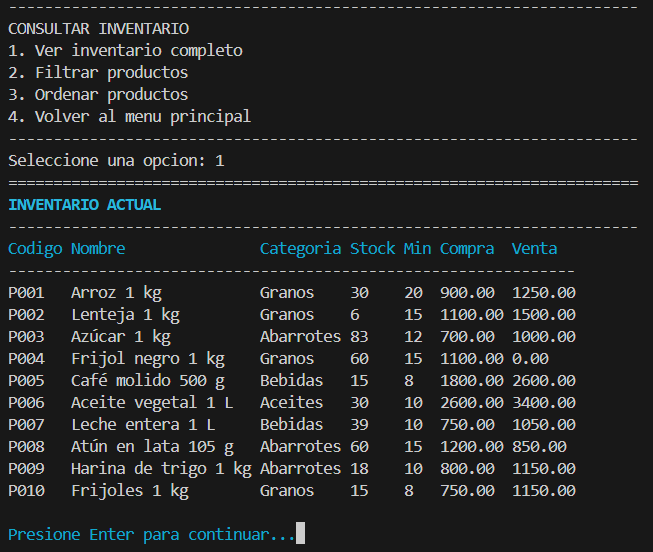 ----------------------------------------------------------------------
CONSULTAR INVENTARIO
1. Ver inventario completo
2. Filtrar productos
3. Ordenar productos
4. Volver al menu principal
----------------------------------------------------------------------
Seleccione una opcion: 1
======================================================================
INVENTARIO ACTUAL
----------------------------------------------------------------------
Codigo Nombre               Categoria Stock Min Compra  Venta
---------------------------------------------------------------
P001   Arroz 1 kg           Granos    30    20  900.00  1250.00
P002   Lenteja 1 kg         Granos    6     15  1100.00 1500.00
P003   Azúcar 1 kg          Abarrotes 83    12  700.00  1000.00
P004   Frijol negro 1 kg    Granos    60    15  1100.00 0.00
P005   Café molido 500 g    Bebidas   15    8   1800.00 2600.00
P006   Aceite vegetal 1 L   Aceites   30    10  2600.00 3400.00
P007   Leche entera 1 L     Bebidas   39    10  750.00  1050.00
P008   Atún en lata 105 g   Abarrotes 60    15  1200.00 850.00
P009   Harina de trigo 1 kg Abarrotes 18    10  800.00  1150.00
P010   Frijoles 1 kg        Granos    15    8   750.00  1150.00
Presione Enter para continuar...